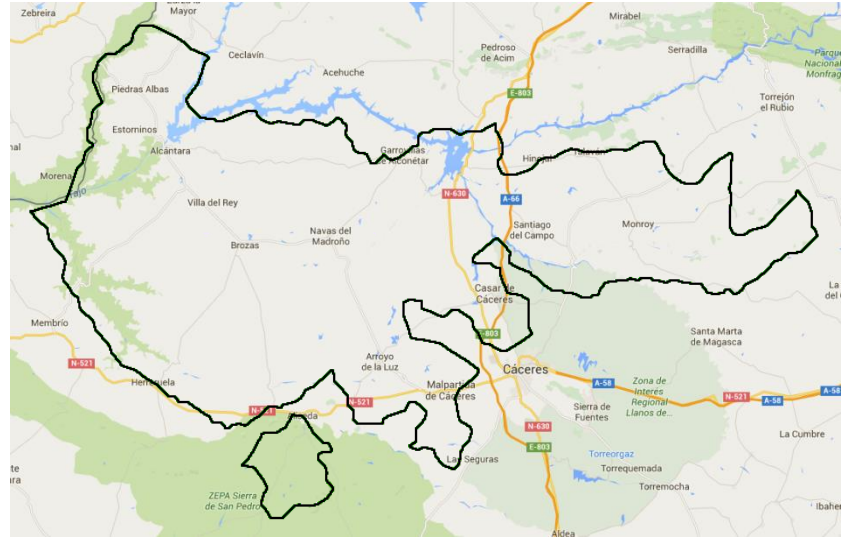 Zebreira
Mayor
Ceclavín
Mirabel
Pedroso
de Acim
Serradilla
Parque
Nacional
Monfrag
Acehuche
Piedras Albas
E-803
Torrejón
el Rubio
Estorninos
Alcántara
Garrovillas
de Alconétar
Hinojal
Talaván
Morena
Tajo
N-630
A-66
Villa del Rey
Navas del
Madroño
Santiago
del Campo
Monroy
Brozas
Casar de
Cáceres
La
del
Membrío
E-803
Santa Marta
de Magasca
N-521
Arroyo
de la Luz
Cáceres
Herreruela
Malpartida
de Cáceres
A-58
Zona de
Interés
Regional
Llanos de...
N-521
A-58
A-58
N-521
N-521
Aliseda
Sierra de
Fuentes
N-630
La Cumbre
E-803
Las Seguras
Torreorgaz
Torrequemada
ZEPA Sierra
de San Pedro
Torremocha
Ibahe
Aldea